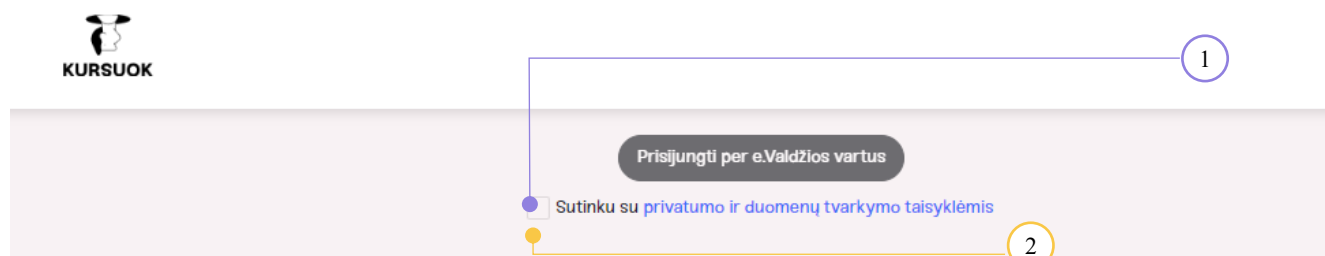 KURSUOK
1
Prisijungti per e.Valdžios vartus
Sutinku su privatumo ir duomenų tvarkymo taisyklėmis
2